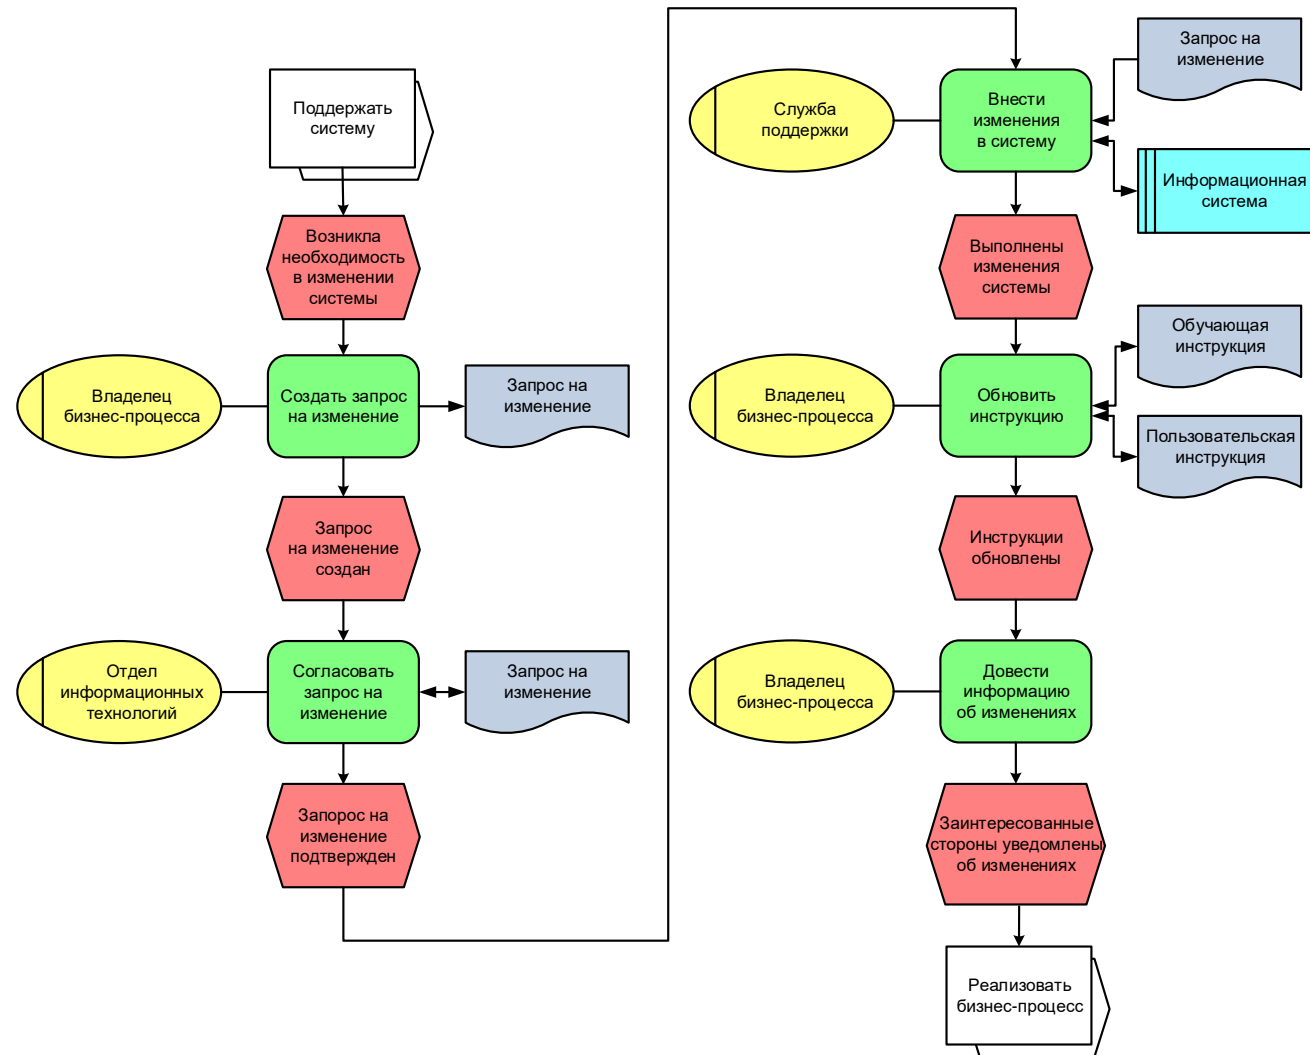 Поддержать
систему
Возникла
необходимость
в изменении
системы
Владелец
бизнес-процесса
Создать запрос
на изменение
Запрос на
изменение
Запрос
на изменение
создан
Отдел
информационных
технологий
Согласовать
запрос на
изменение
Запрос на
изменение
Запорос на
изменение
подтвержден
Служба
поддержки
Внести
изменения
в систему
Запрос на
изменение
Информационная
система
Выполнены
изменения
системы
Владелец
бизнес-процесса
Обновить
инструкцию
Обучающая
инструкция
Пользовательская
инструкция
Инструкции
обновлены
Владелец
бизнес-процесса
Довести
информацию
об изменениях
Заинтересованные
стороны уведомлены
об изменениях
Реализовать
бизнес-процесс